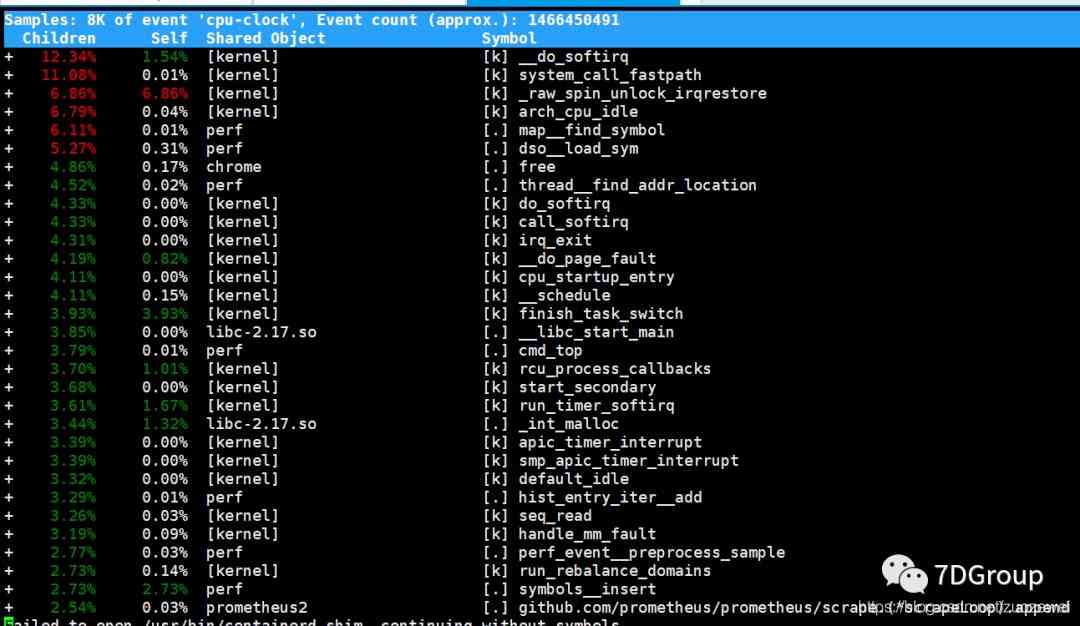 Samples: 8K of event 'cpu-clock', Event count (approx.): 1466450491
Children Self Shared Object Symbol
+ 12.34% 1.54% [kernel] [k] __do_softirq
+ 11.08% 0.01% [kernel] [k] system_call_fastpath
+ 6.86% 6.86% [kernel] [k] _raw_spin_unlock_irqrestore
+ 6.79% 0.04% [kernel] [k] arch_cpu_idle
+ 6.11% 0.01% perf [.] map__find_symbol
+ 5.27% 0.31% perf [.] dso__load_sym
+ 4.86% 0.17% chrome [.] free
+ 4.52% 0.02% perf [.] thread__find_addr_location
+ 4.33% 0.00% [kernel] [k] do_softirq
+ 4.33% 0.00% [kernel] [k] call_softirq
+ 4.31% 0.00% [kernel] [k] irq_exit
+ 4.19% 0.82% [kernel] [k] __do_page_fault
+ 4.11% 0.00% [kernel] [k] cpu_startup_entry
+ 4.11% 0.15% [kernel] [k] __schedule
+ 3.93% 3.93% [kernel] [k] finish_task_switch
+ 3.85% 0.00% libc-2.17.so [.] __libc_start_main
+ 3.79% 0.01% perf [.] cmd_top
+ 3.70% 1.01% [kernel] [k] rcu_process_callbacks
+ 3.68% 0.00% [kernel] [k] start_secondary
+ 3.61% 1.67% [kernel] [k] run_timer_softirq
+ 3.44% 1.32% libc-2.17.so [.] _int_malloc
+ 3.39% 0.00% [kernel] [k] apic_timer_interrupt
+ 3.39% 0.00% [kernel] [k] smp_apic_timer_interrupt
+ 3.32% 0.00% [kernel] [k] default_idle
+ 3.29% 0.01% perf [.] hist_entry_iter__add
+ 3.26% 0.03% [kernel] [k] seq_read
+ 3.19% 0.09% [kernel] [k] handle_mm_fault
+ 2.77% 0.03% perf [.] perf_event__preprocess_sample
+ 2.73% 0.14% [kernel] [k] run_rebalance_domains
+ 2.73% 2.73% perf [.] symbols__insert
+ 2.54% 0.03% prometheus2 [.] github.com/prometheus/prometheus/scrape.(*scrapeLoop).append
Failed to open /usr/bin/containerd-shim, continuing without symbols
7DGroup